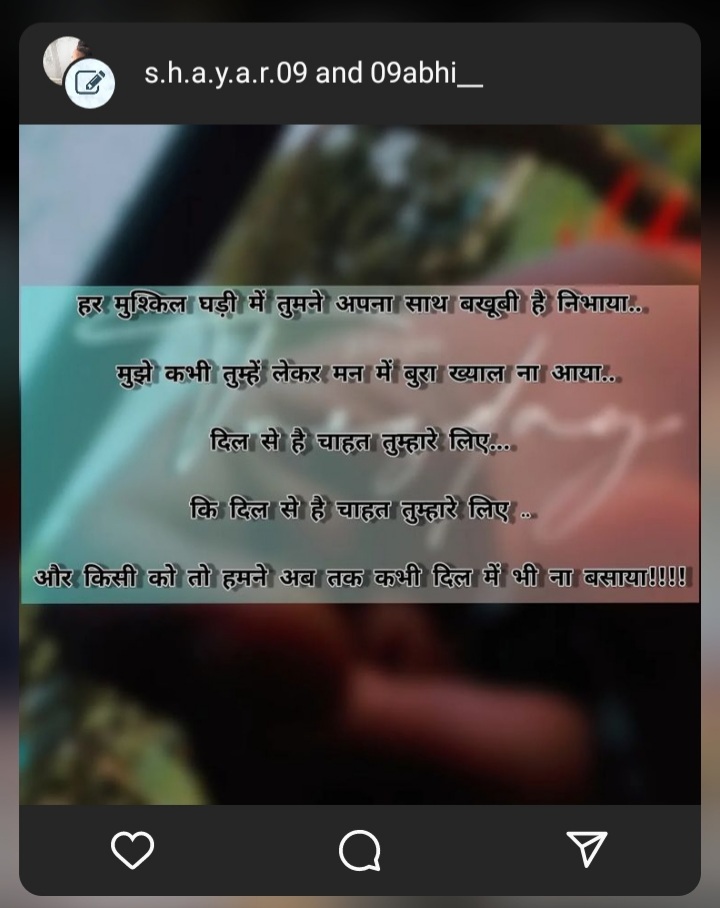 s.h.a.y.a.r.09 and 09abhi__
हर मुश्किल घड़ी में तुमने अपना साथ बखूबी है निभाया..
मुझे कभी तुम्हें लेकर मन में बुरा ख्याल ना आया..
दिल से है चाहत तुम्हारे लिए...
कि दिल से है चाहत तुम्हारे लिए ..
और किसी को तो हमने अब तक कभी दिल में भी ना बसाया!!!!